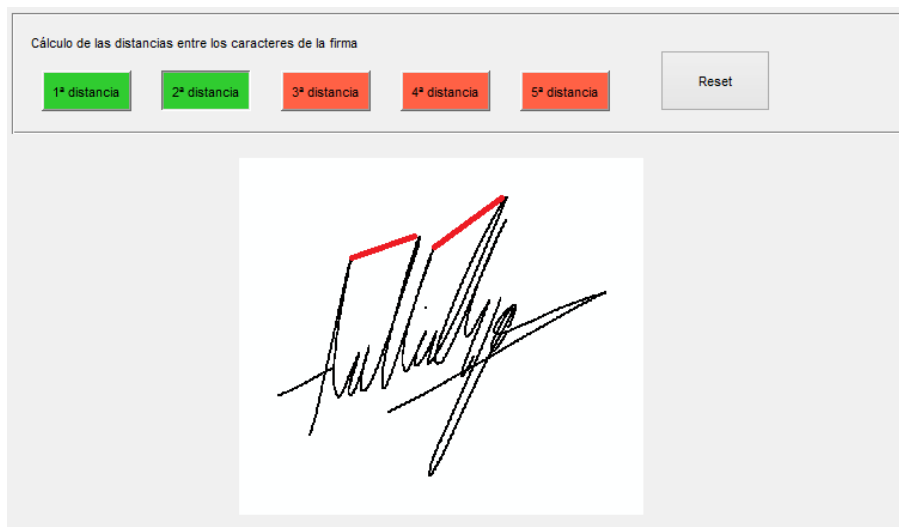 Cálculo de las distancias entre los caracteres de la firma
1ª distancia 2ª distancia 3ª distancia 4ª distancia 5ª distancia Reset